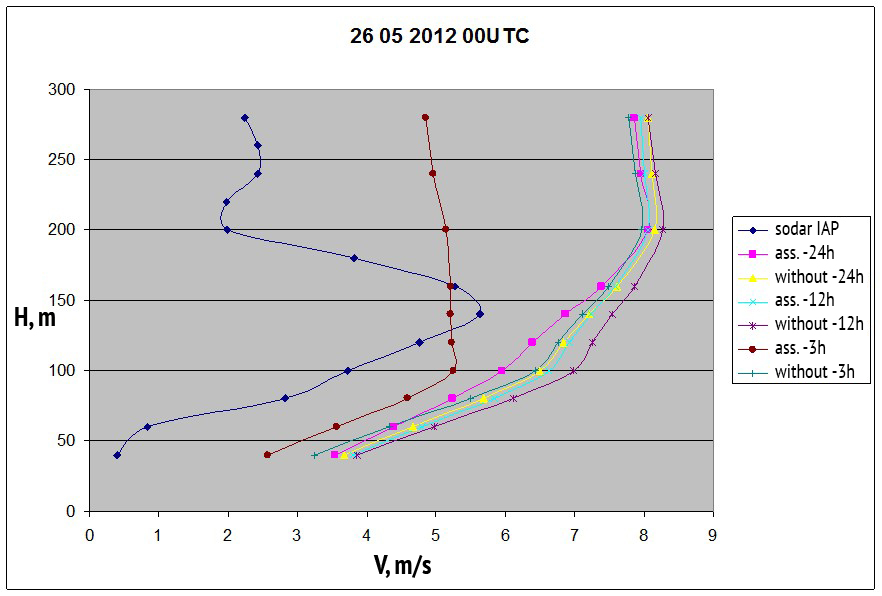 26 05 2012 00UTC
300
250
200
150
100
50
0
H, m
0 1 2 3 4 5 6 7 8 9
V, m/s
sodar IAP
ass. -24h
without -24h
ass. -12h
without -12h
ass. -3h
without -3h